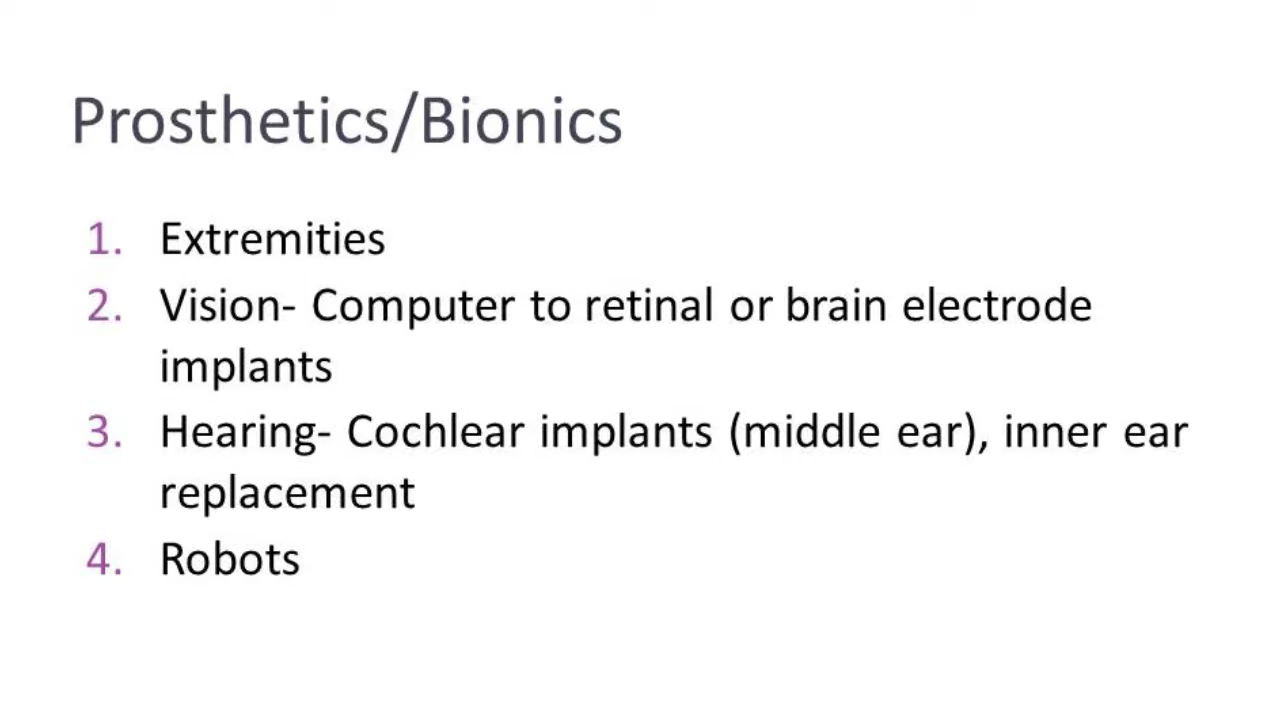 Prosthetics/Bionics
1. Extremities
2. Vision- Computer to retinal or brain electrode
implants
3. Hearing- Cochlear implants (middle ear), inner ear
replacement
4. Robots